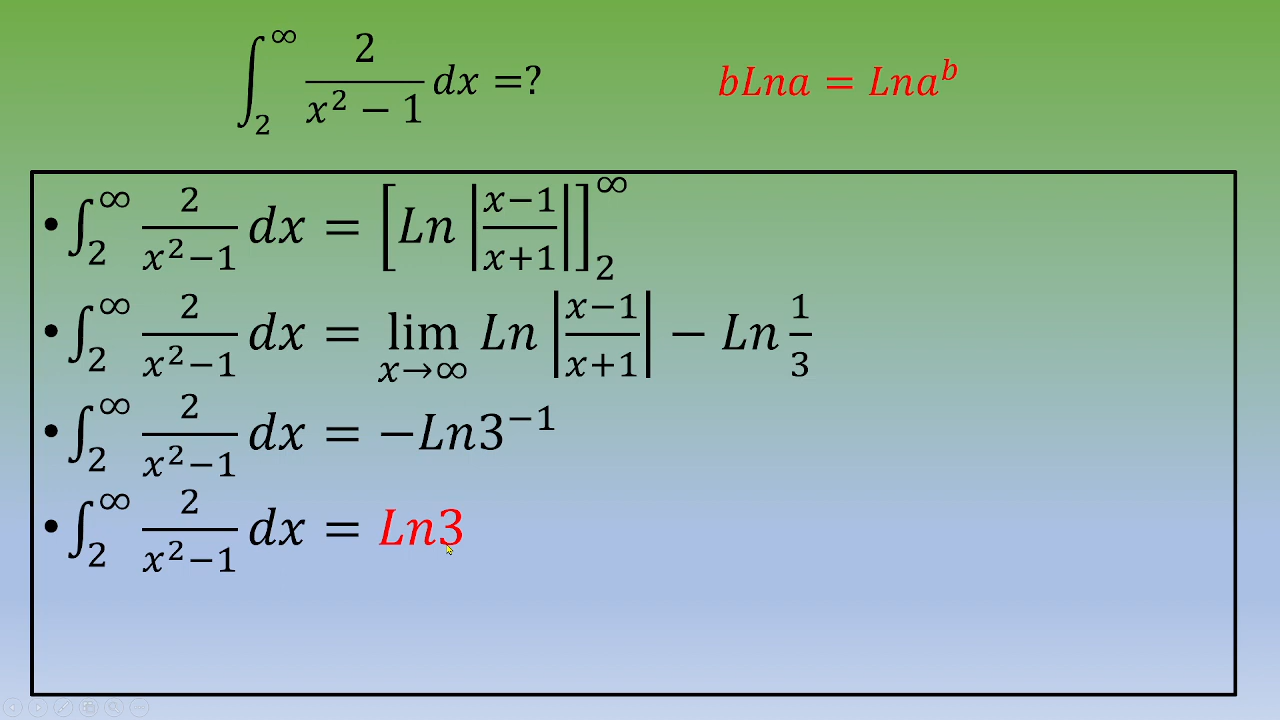 ∫₂^∞ 2/(x² − 1) dx =?
bLna = Lna^b
• ∫₂^∞ 2/(x²−1) dx = [Ln |(x−1)/(x+1)|]₂^∞
• ∫₂^∞ 2/(x²−1) dx = lim x→∞ Ln |(x−1)/(x+1)| − Ln 1/3
• ∫₂^∞ 2/(x²−1) dx = −Ln3⁻¹
• ∫₂^∞ 2/(x²−1) dx = Ln3